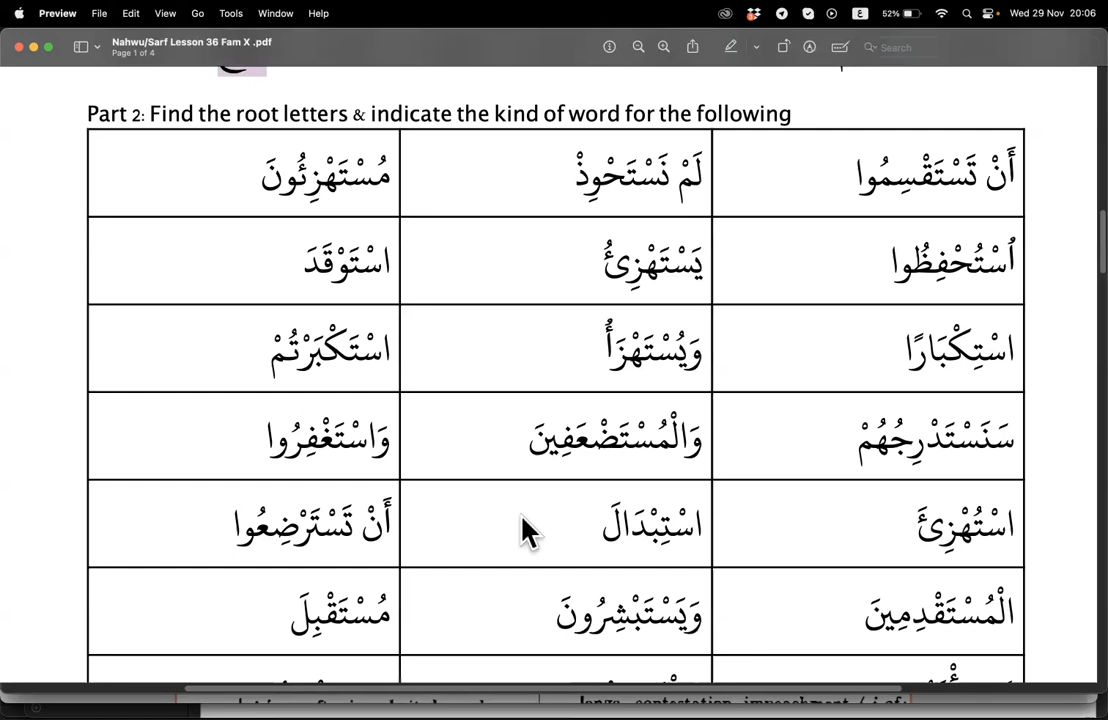 Preview File Edit View Go Tools Window Help 52% Wed 29 Nov 20:06
Nahwu/Sarf Lesson 36 Fam X .pdf
Page 1 of 4
Search
Part 2: Find the root letters & indicate the kind of word for the following
أَنْ تَسْتَقْسِمُوا لَمْ نَسْتَحْوِذْ مُسْتَهْزِئُونَ
ٱسْتُحْفِظُوا يَسْتَهْزِئُ اسْتَوْقَدَ
اسْتِكْبَارًا وَيُسْتَهْزَأُ اسْتَكْبَرْتُمْ
سَنَسْتَدْرِجُهُمْ وَالْمُسْتَضْعَفِينَ وَاسْتَغْفِرُوا
اسْتُهْزِئَ اسْتِبْدَالَ أَنْ تَسْتَرْضِعُوا
الْمُسْتَقْدِمِينَ وَيَسْتَبْشِرُونَ مُسْتَقْبِلَ